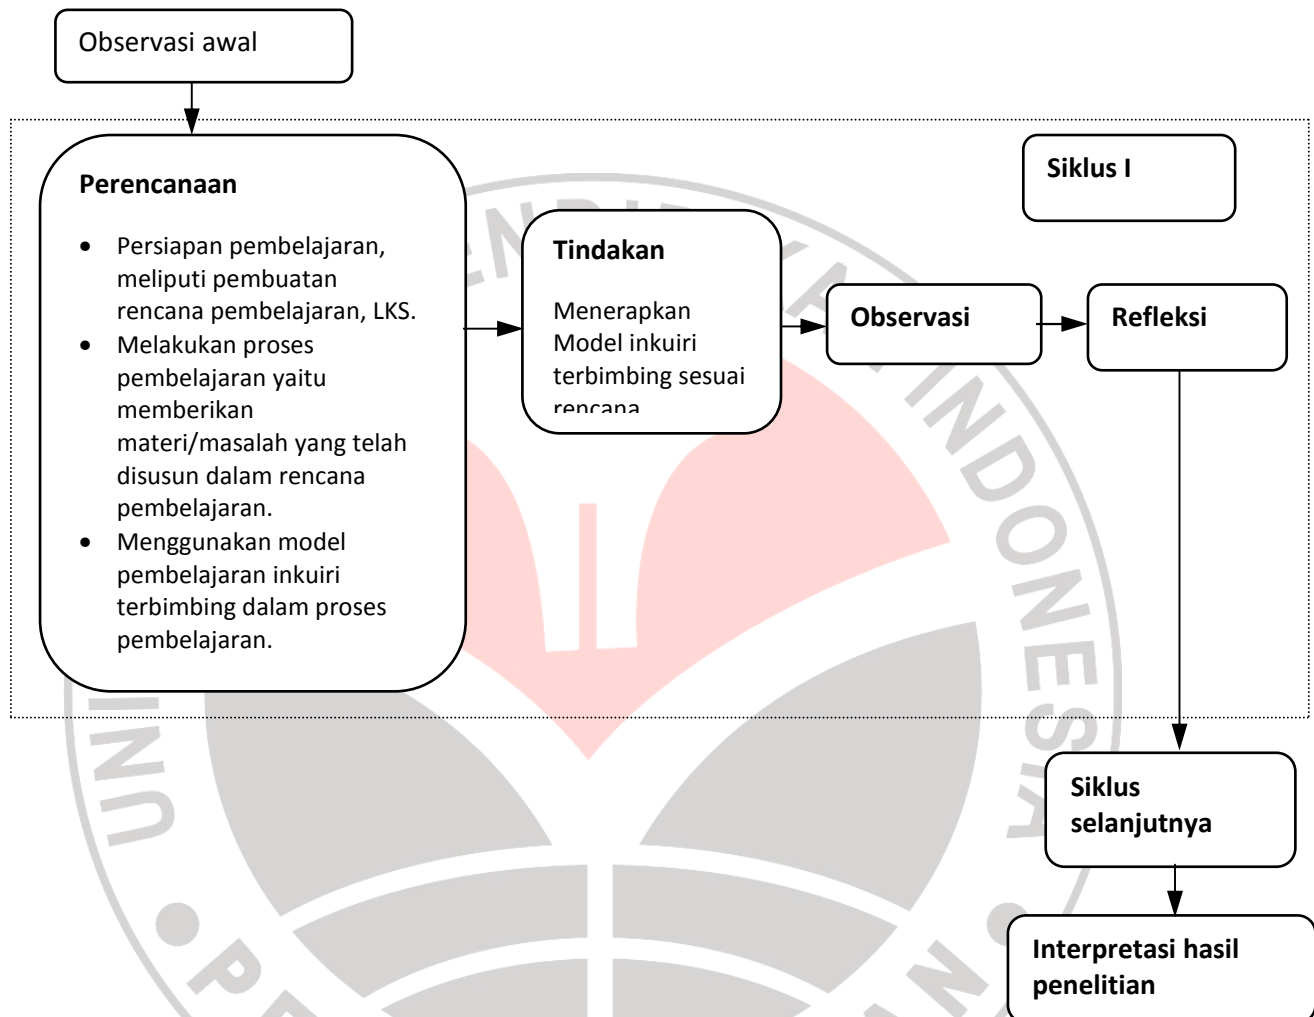 Observasi awal
Perencanaan
• Persiapan pembelajaran,
meliputi pembuatan
rencana pembelajaran, LKS.
• Melakukan proses
pembelajaran yaitu
memberikan
materi/masalah yang telah
disusun dalam rencana
pembelajaran.
• Menggunakan model
pembelajaran inkuiri
terbimbing dalam proses
pembelajaran.
Tindakan
Menerapkan
Model inkuiri
terbimbing sesuai
rencana
Siklus I
Observasi
Refleksi
Siklus
selanjutnya
Interpretasi hasil
penelitian
INDONESIA